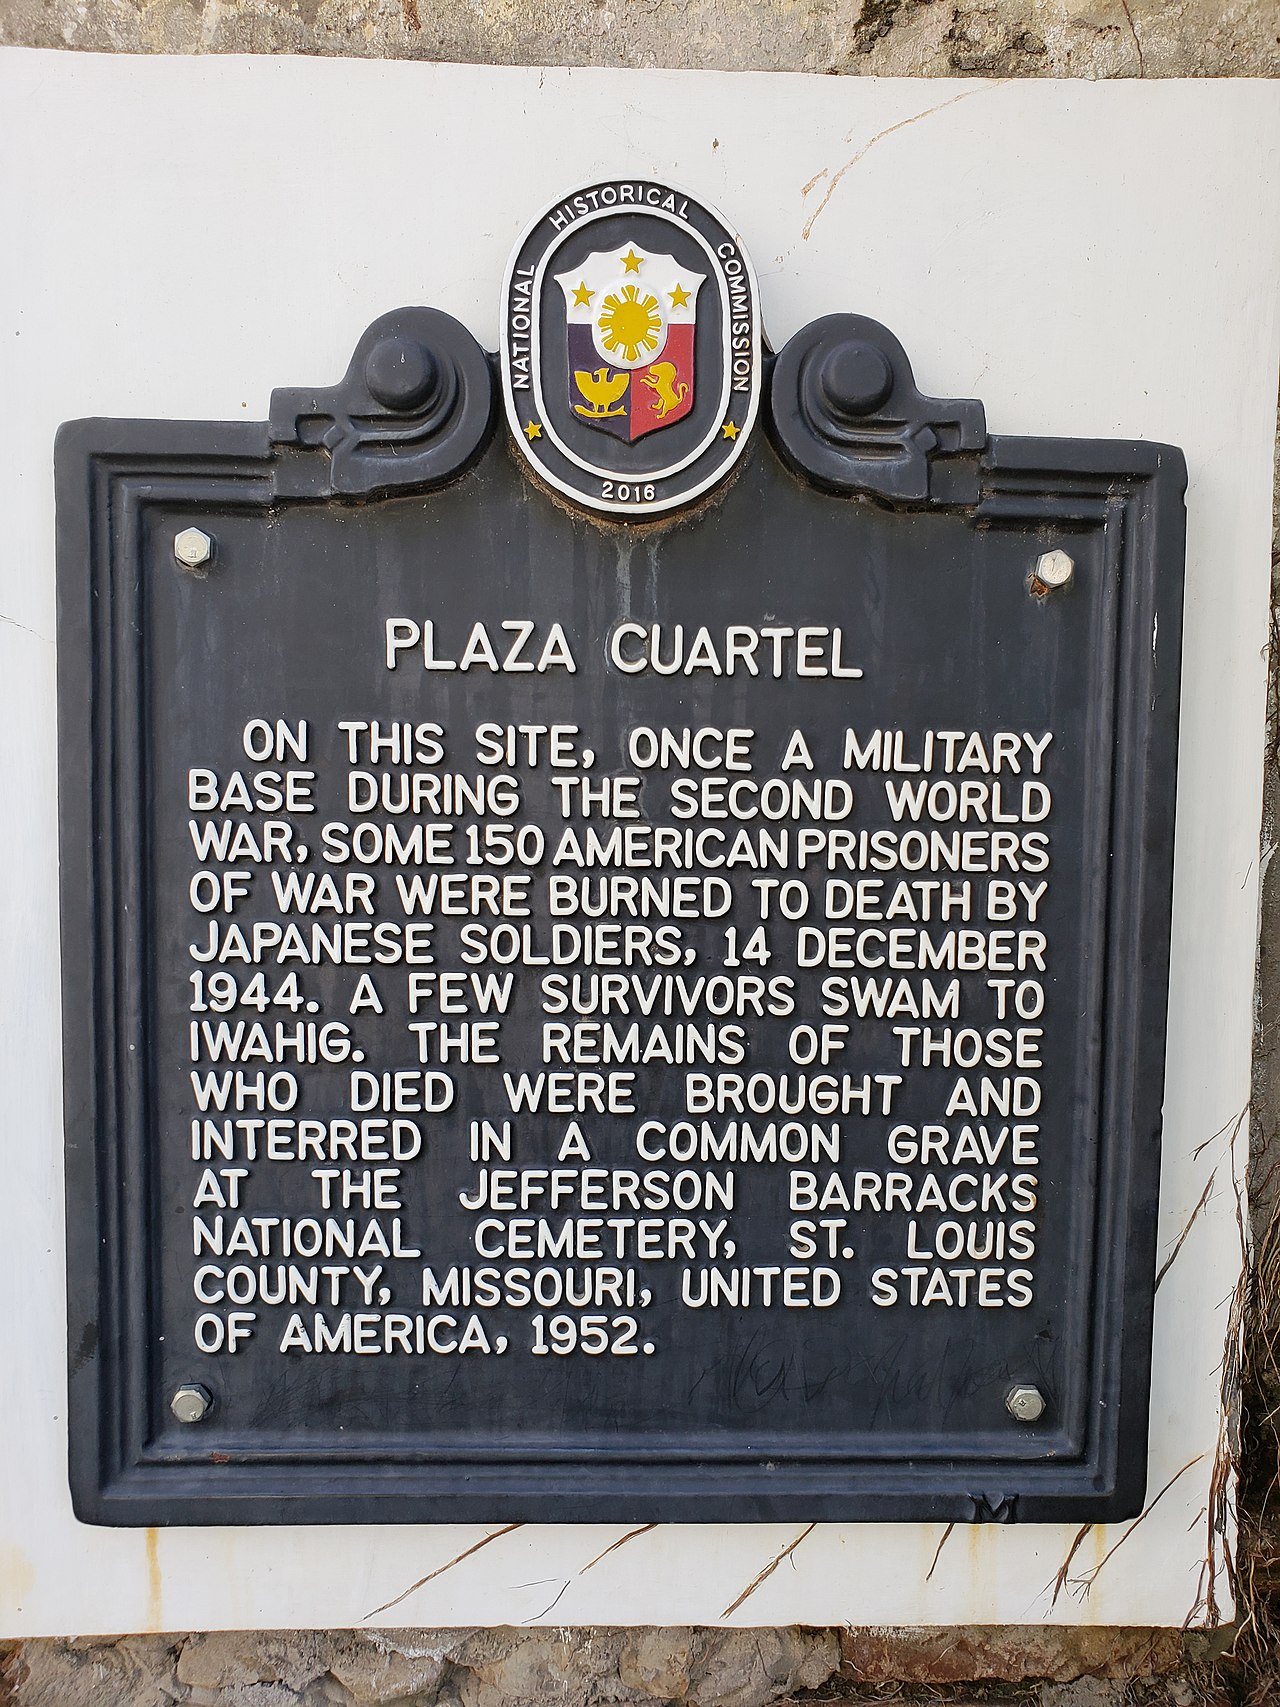 NATIONAL HISTORICAL COMMISSION
2016
PLAZA CUARTEL
ON THIS SITE, ONCE A MILITARY
BASE DURING THE SECOND WORLD
WAR, SOME 150 AMERICAN PRISONERS
OF WAR WERE BURNED TO DEATH BY
JAPANESE SOLDIERS, 14 DECEMBER
1944. A FEW SURVIVORS SWAM TO
IWAHIG. THE REMAINS OF THOSE
WHO DIED WERE BROUGHT AND
INTERRED IN A COMMON GRAVE
AT THE JEFFERSON BARRACKS
NATIONAL CEMETERY, ST. LOUIS
COUNTY, MISSOURI, UNITED STATES
OF AMERICA, 1952.